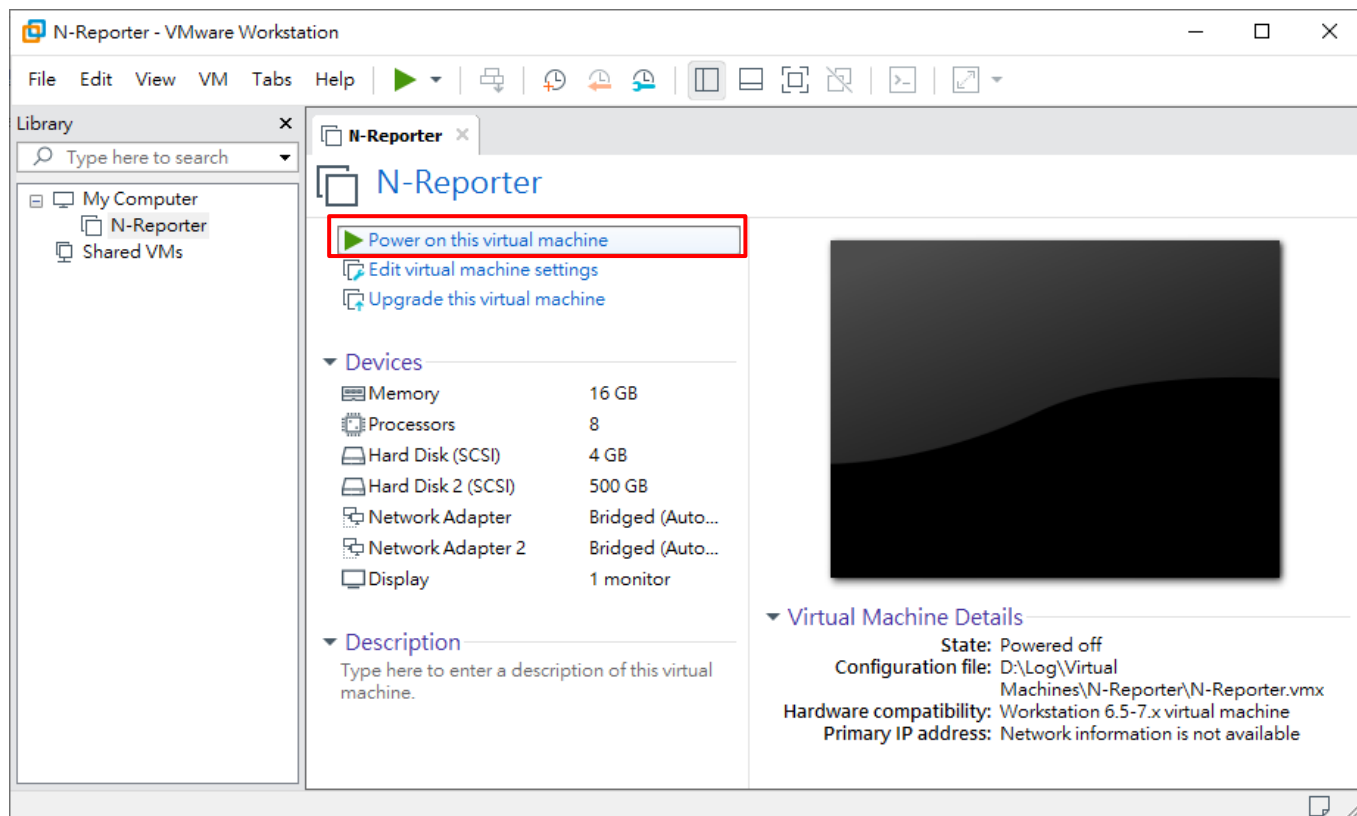 N-Reporter - VMware Workstation
File Edit View VM Tabs Help
Library
Type here to search
My Computer
N-Reporter
Shared VMs
N-Reporter
N-Reporter
Power on this virtual machine
Edit virtual machine settings
Upgrade this virtual machine
Devices
Memory 16 GB
Processors 8
Hard Disk (SCSI) 4 GB
Hard Disk 2 (SCSI) 500 GB
Network Adapter Bridged (Auto...
Network Adapter 2 Bridged (Auto...
Display 1 monitor
Description
Type here to enter a description of this virtual
machine.
Virtual Machine Details
State: Powered off
Configuration file: D:\Log\Virtual
Machines\N-Reporter\N-Reporter.vmx
Hardware compatibility: Workstation 6.5-7.x virtual machine
Primary IP address: Network information is not available